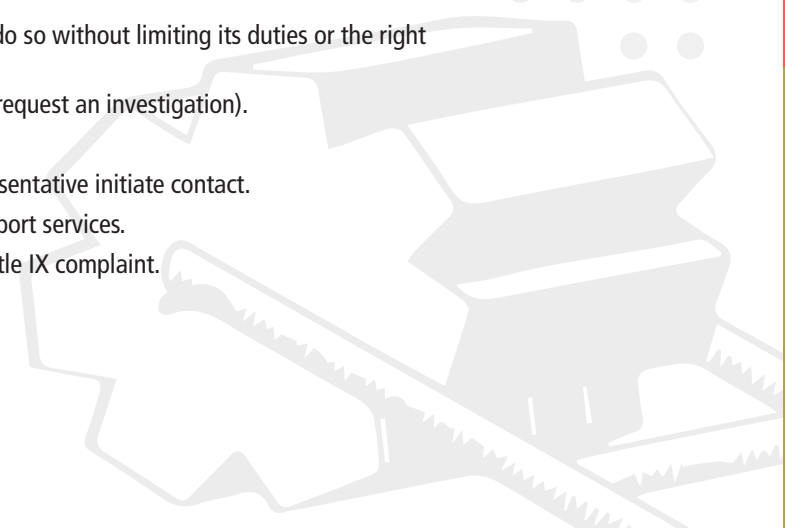 do so without limiting its duties or the right
request an investigation).
sentative initiate contact.
port services.
tle IX complaint.